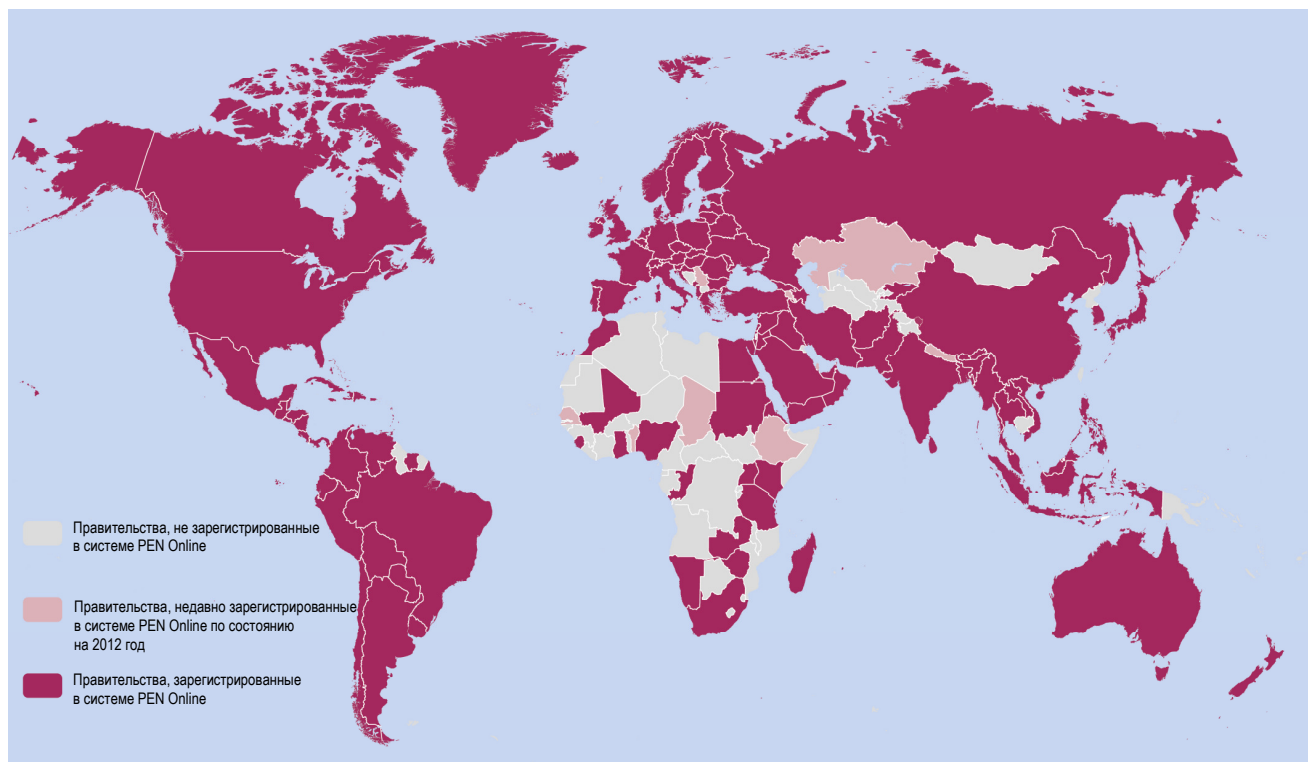 Правительства, не зарегистрированные
в системе PEN Online
Правительства, недавно зарегистрированные
в системе PEN Online по состоянию
на 2012 год
Правительства, зарегистрированные
в системе PEN Online